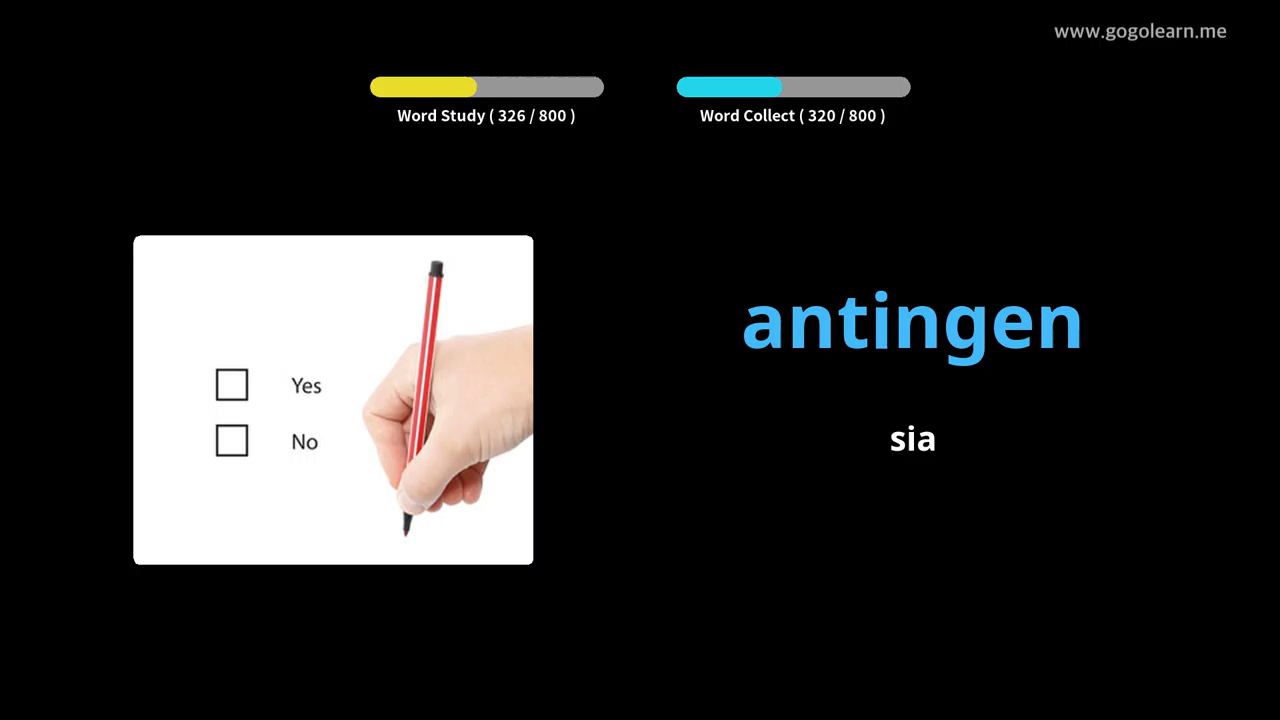 www.gogolearn.me
Word Study ( 326 / 800 )
Word Collect ( 320 / 800 )
Yes
No
antingen
sia